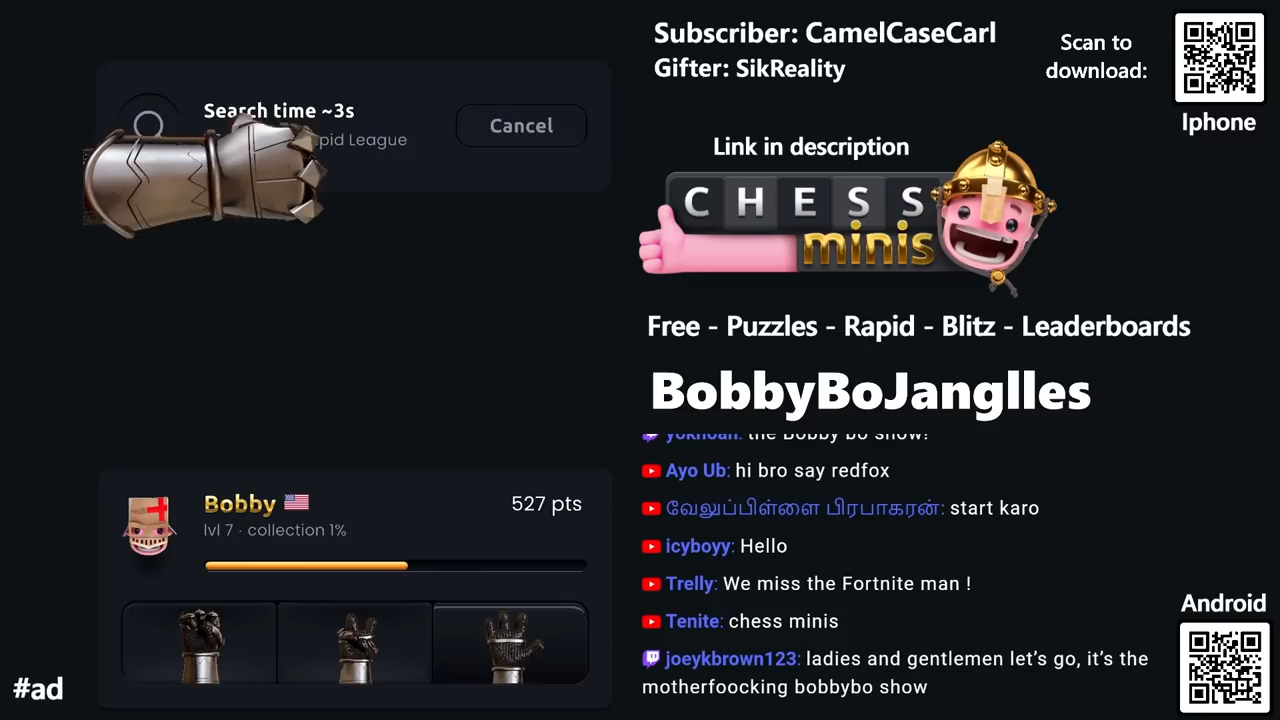 Subscriber: CamelCaseCarl
Gifter: SikReality
Scan to
download:
Iphone
Search time ~3s
pid League
Cancel
Link in description
CHESS
minis
Free - Puzzles - Rapid - Blitz - Leaderboards
BobbyBoJanglles
yoknoah: the Bobby bo show!
Ayo Ub: hi bro say redfox
வேலுப்பிள்ளை பிரபாகரன்: start karo
icyboyy: Hello
Trelly: We miss the Fortnite man !
Tenite: chess minis
joeykbrown123: ladies and gentlemen let’s go, it’s the
motherfoocking bobbybo show
Bobby
527 pts
lvl 7 · collection 1%
Android
#ad